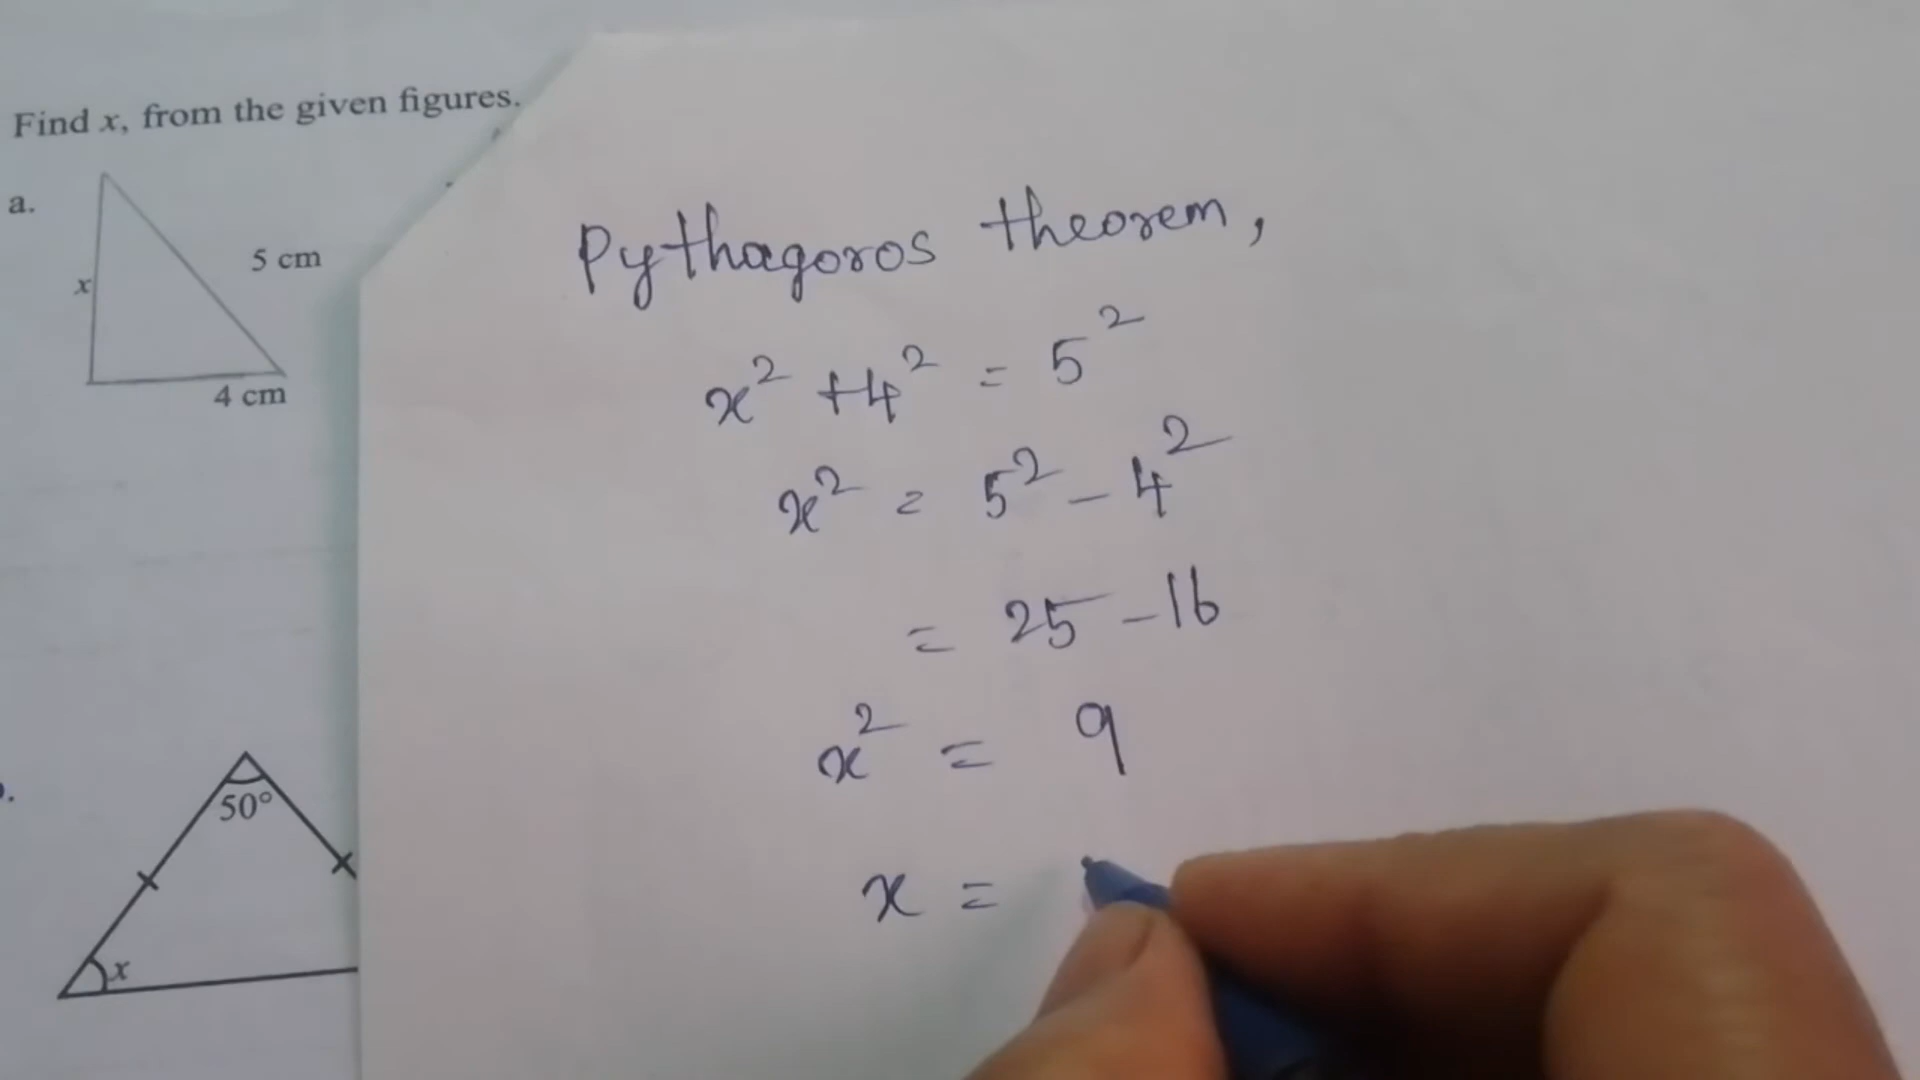 Find x, from the given figures.
a.
5 cm
x
4 cm
50°
x
Pythagoros theorem,
x² + 4² = 5²
x² = 5² - 4²
= 25 - 16
x² = 9
x =